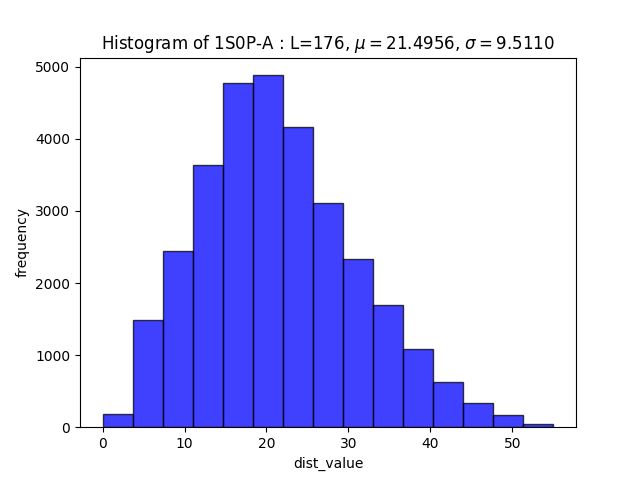 Histogram of 1S0P-A : L=176, μ = 21.4956, σ = 9.5110
5000
4000
3000
2000
1000
0
frequency
0 10 20 30 40 50
dist_value